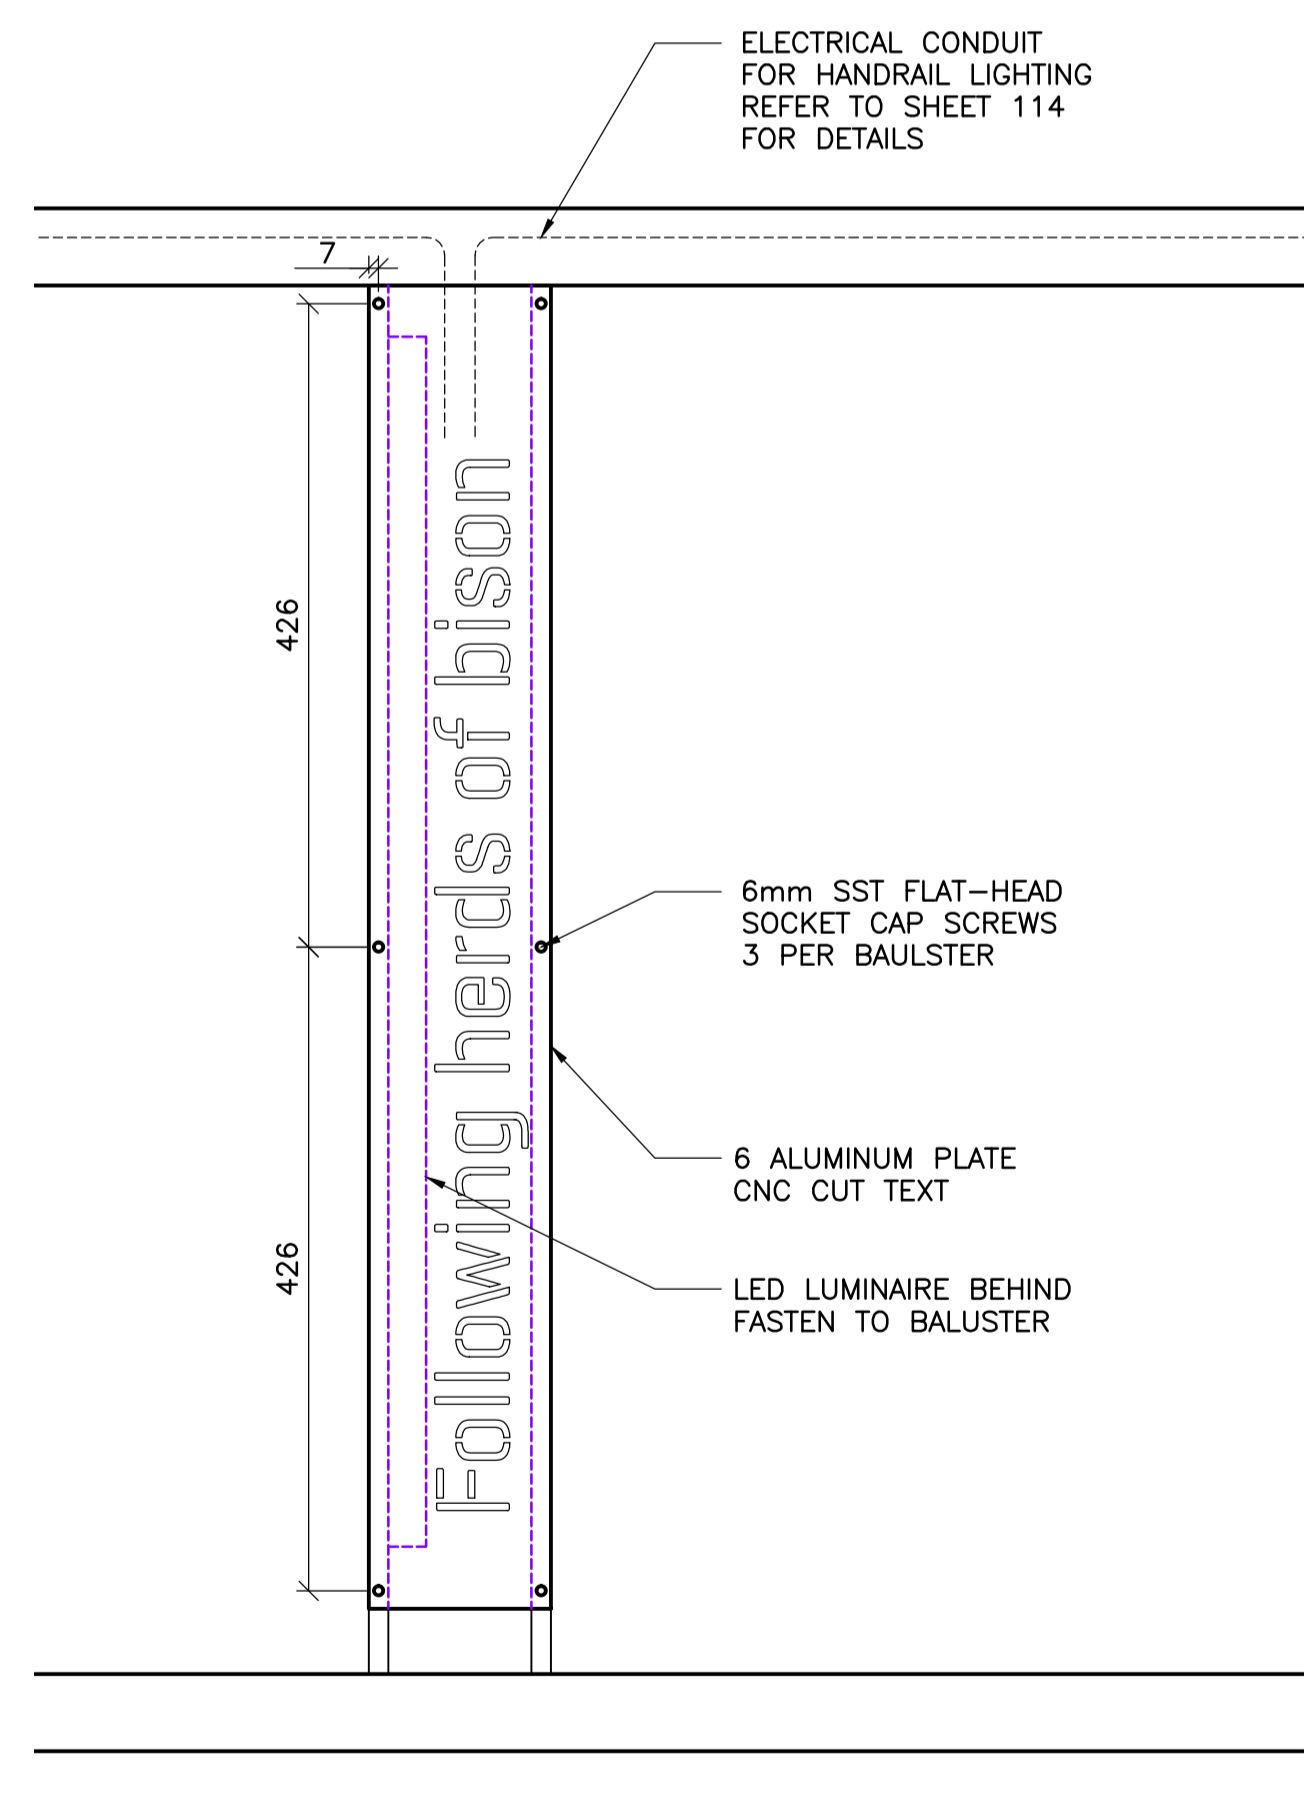 ELECTRICAL CONDUIT
FOR HANDRAIL LIGHTING
REFER TO SHEET 114
FOR DETAILS
7
426
Following herds of bison
6mm SST FLAT-HEAD
SOCKET CAP SCREWS
3 PER BAULSTER
6 ALUMINUM PLATE
CNC CUT TEXT
426
LED LUMINAIRE BEHIND
FASTEN TO BALUSTER